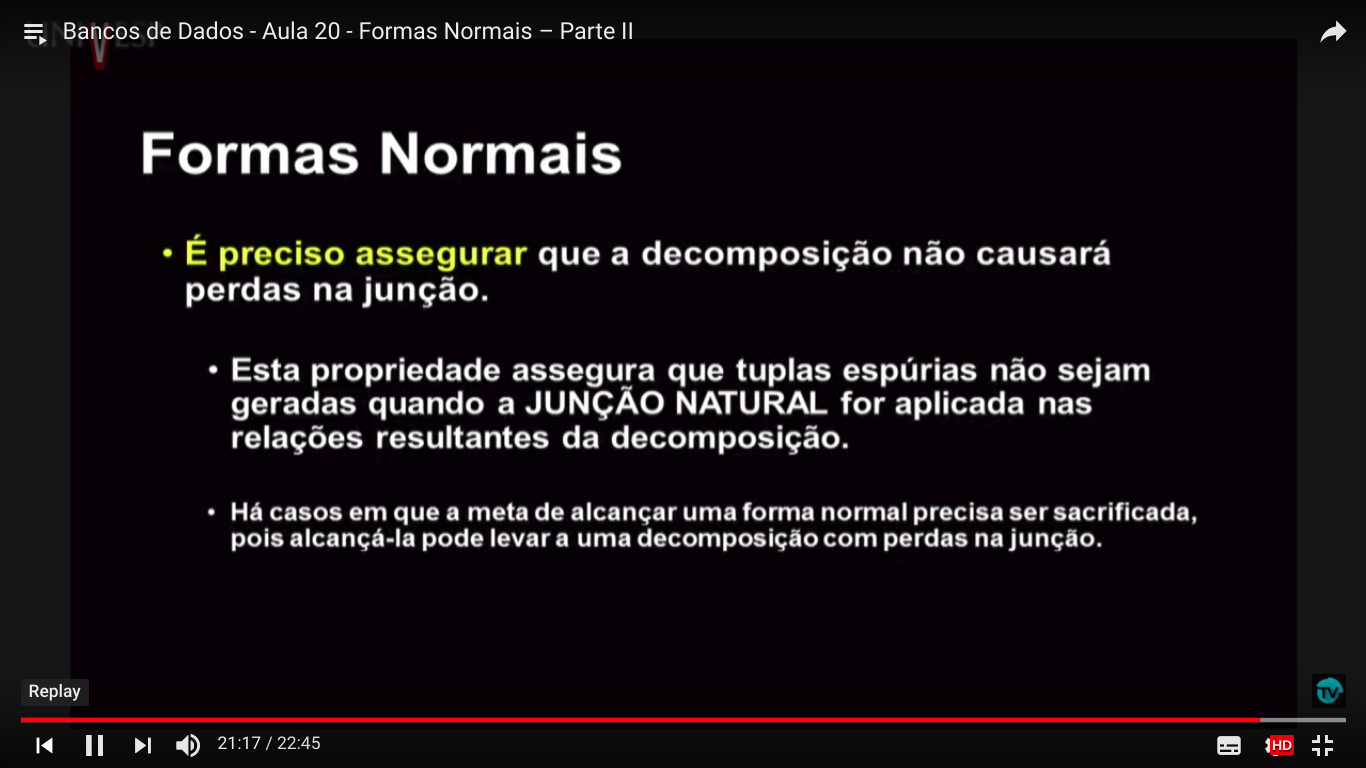 Bancos de Dados - Aula 20 - Formas Normais – Parte II
Formas Normais
• É preciso assegurar que a decomposição não causará
perdas na junção.
• Esta propriedade assegura que tuplas espúrias não sejam
geradas quando a JUNÇÃO NATURAL for aplicada nas
relações resultantes da decomposição.
• Há casos em que a meta de alcançar uma forma normal precisa ser sacrificada,
pois alcançá-la pode levar a uma decomposição com perdas na junção.
Replay
TV
21:17 / 22:45
HD